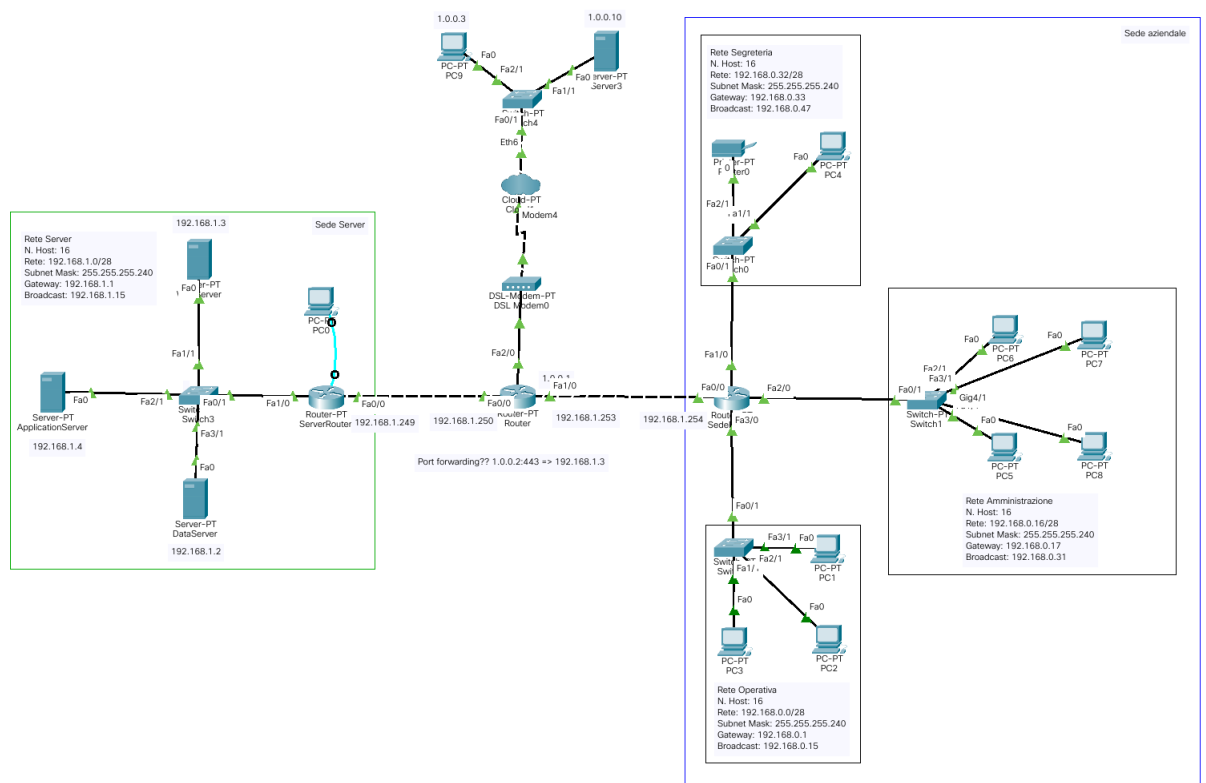 1.0.0.3
1.0.0.10
Fa0
PC-PT
PC9
Fa2/1
Fa0
Server3
Fa1/1
Fa0/1
Eth6
Cloud-PT
Modem4
DSL-Modem-PT
DSL Modem0
Fa2/0
Sede Server
Rete Server
N. Host: 16
Rete: 192.168.1.0/28
Subnet Mask: 255.255.255.240
Gateway: 192.168.1.1
Broadcast: 192.168.1.15
192.168.1.3
Fa0
PC0
Fa1/1
Fa0
Server-PT
ApplicationServer
192.168.1.4
Fa2/1
Switch3
Fa0/1
Fa3/1
Fa1/0
Router-PT
ServerRouter
Fa0/0
192.168.1.249
Fa0
Server-PT
DataServer
192.168.1.2
192.168.1.250
Fa0/0
Router-PT
Router
Fa1/0
192.168.1.253
192.168.1.254
Port forwarding?? 1.0.0.2:443 => 192.168.1.3
Sede aziendale
Rete Segreteria
N. Host: 16
Rete: 192.168.0.32/28
Subnet Mask: 255.255.255.240
Gateway: 192.168.0.33
Broadcast: 192.168.0.47
Fa0
PC-PT
PC4
Fa2/1
Fa0/1
Fa1/0
Fa0/0
Fa2/0
Fa3/0
Fa0
PC-PT
PC6
Fa0
PC-PT
PC7
Fa3/1
Fa0/1
Gig4/1
Switch1
Fa0
PC-PT
PC5
Fa0
PC-PT
PC8
Rete Amministrazione
N. Host: 16
Rete: 192.168.0.16/28
Subnet Mask: 255.255.255.240
Gateway: 192.168.0.17
Broadcast: 192.168.0.31
Fa0/1
Fa3/1
Fa0
Fa2/1
PC-PT
PC1
Fa0
PC-PT
PC3
Fa0
PC-PT
PC2
Rete Operativa
N. Host: 16
Rete: 192.168.0.0/28
Subnet Mask: 255.255.255.240
Gateway: 192.168.0.1
Broadcast: 192.168.0.15